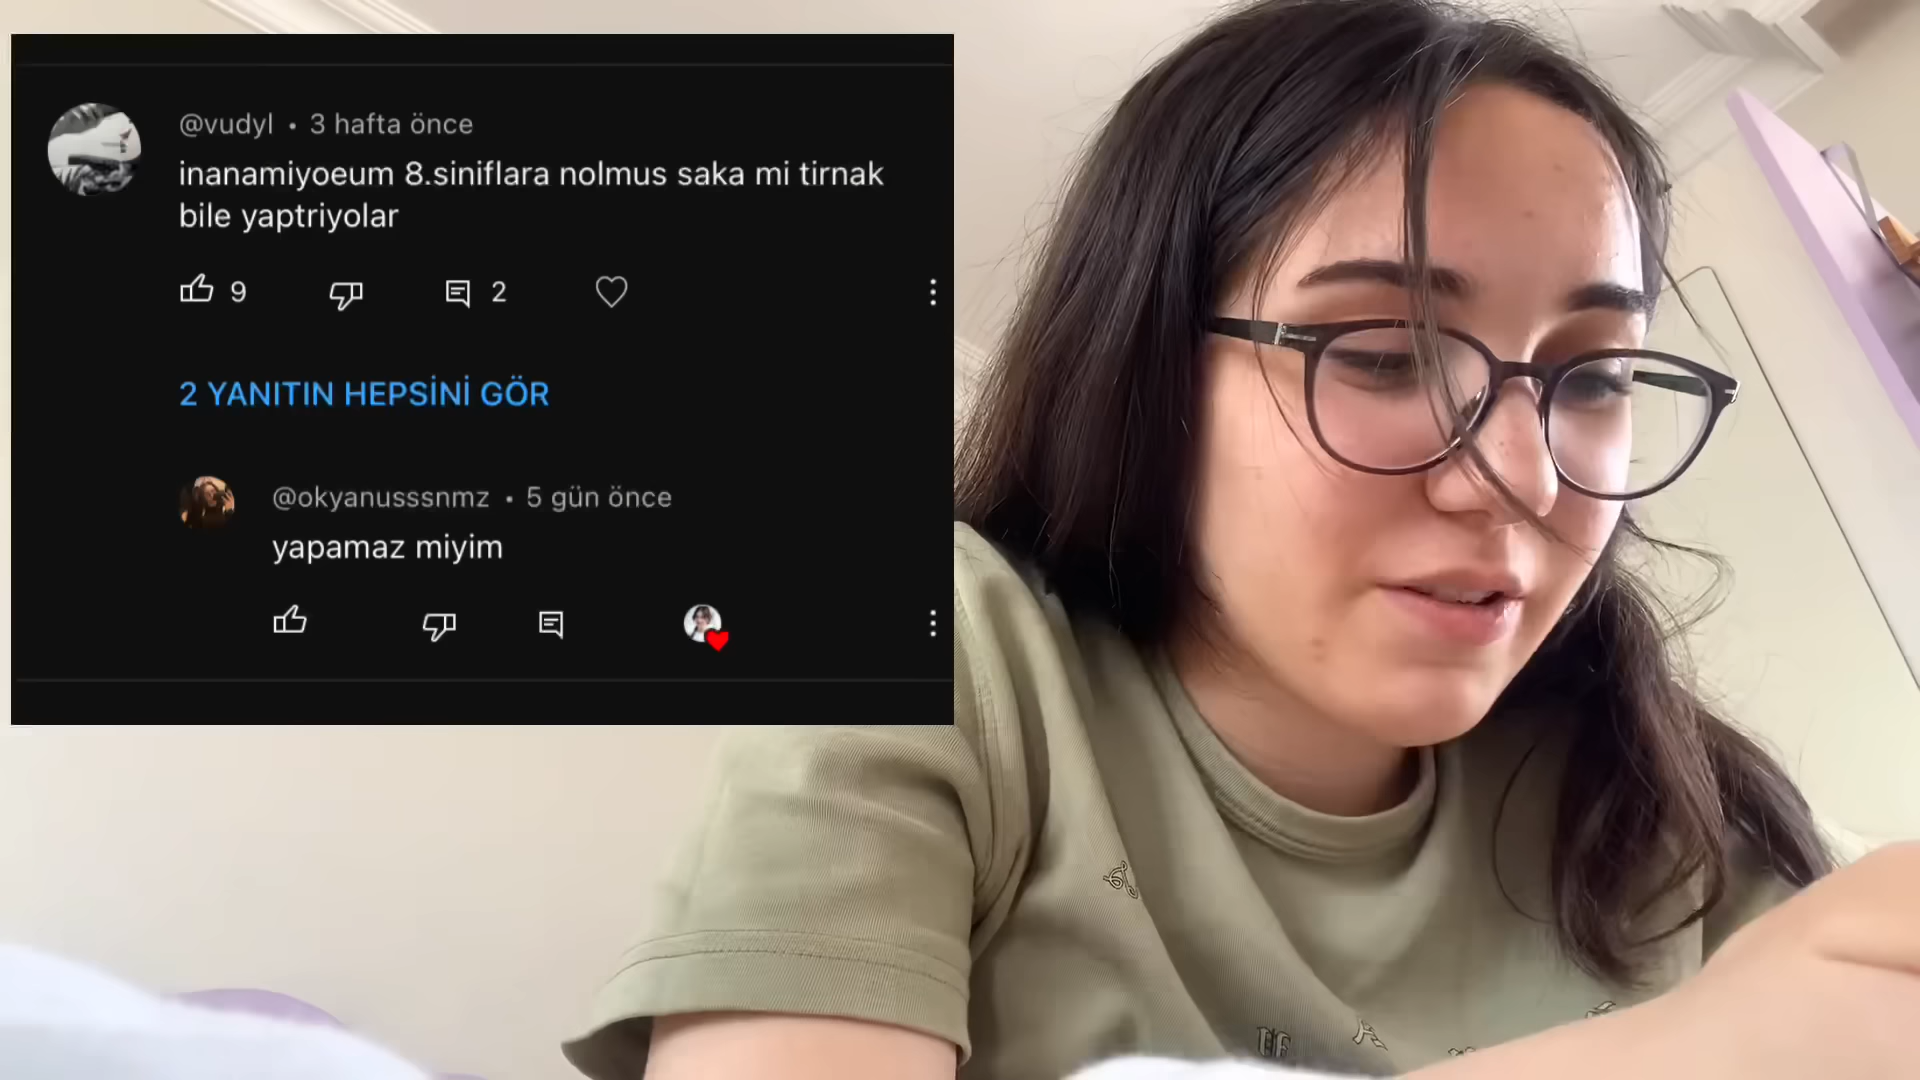 @vudyl • 3 hafta önce
inanamiyoeum 8.siniflara nolmus saka mi tirnak
bile yaptriyolar
9
2
2 YANITIN HEPSİNİ GÖR
@okyanusssnmz • 5 gün önce
yapamaz miyim